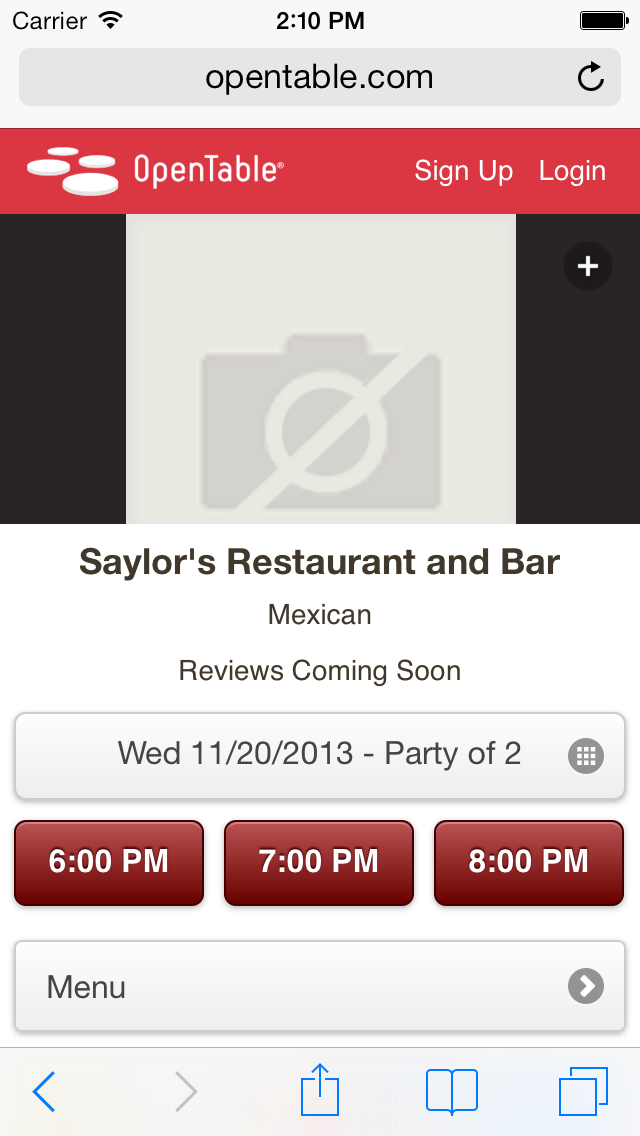 Carrier 2:10 PM
opentable.com
OpenTable® Sign Up Login
Saylor's Restaurant and Bar
Mexican
Reviews Coming Soon
Wed 11/20/2013 - Party of 2
6:00 PM 7:00 PM 8:00 PM
Menu